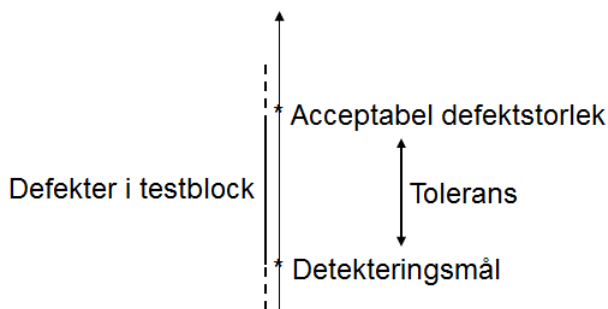 * Acceptabel defektstorlek
Defekter i testblock
Tolerans
* Detekteringsmål